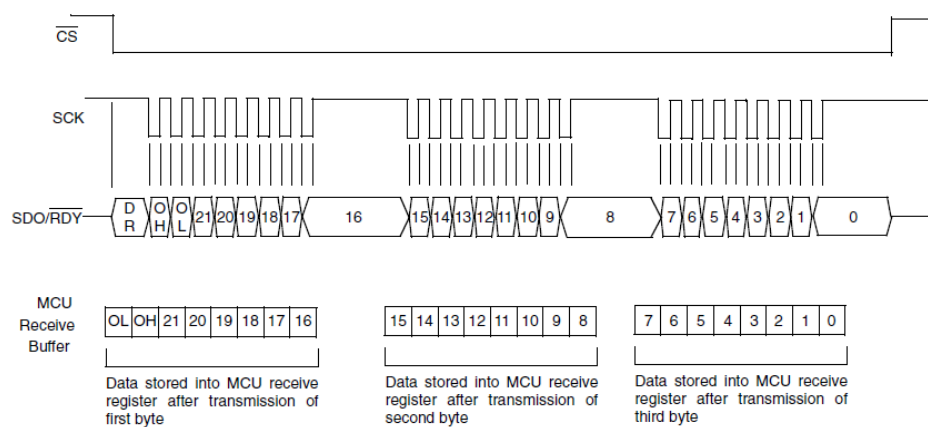 CS
SCK
SDO/RDY
D R OH OL 21 20 19 18 17 16 15 14 13 12 11 10 9 8 7 6 5 4 3 2 1 0
MCU
Receive
Buffer
OL OH 21 20 19 18 17 16
15 14 13 12 11 10 9 8
7 6 5 4 3 2 1 0
Data stored into MCU receive
register after transmission of
first byte
Data stored into MCU receive
register after transmission of
second byte
Data stored into MCU receive
register after transmission of
third byte